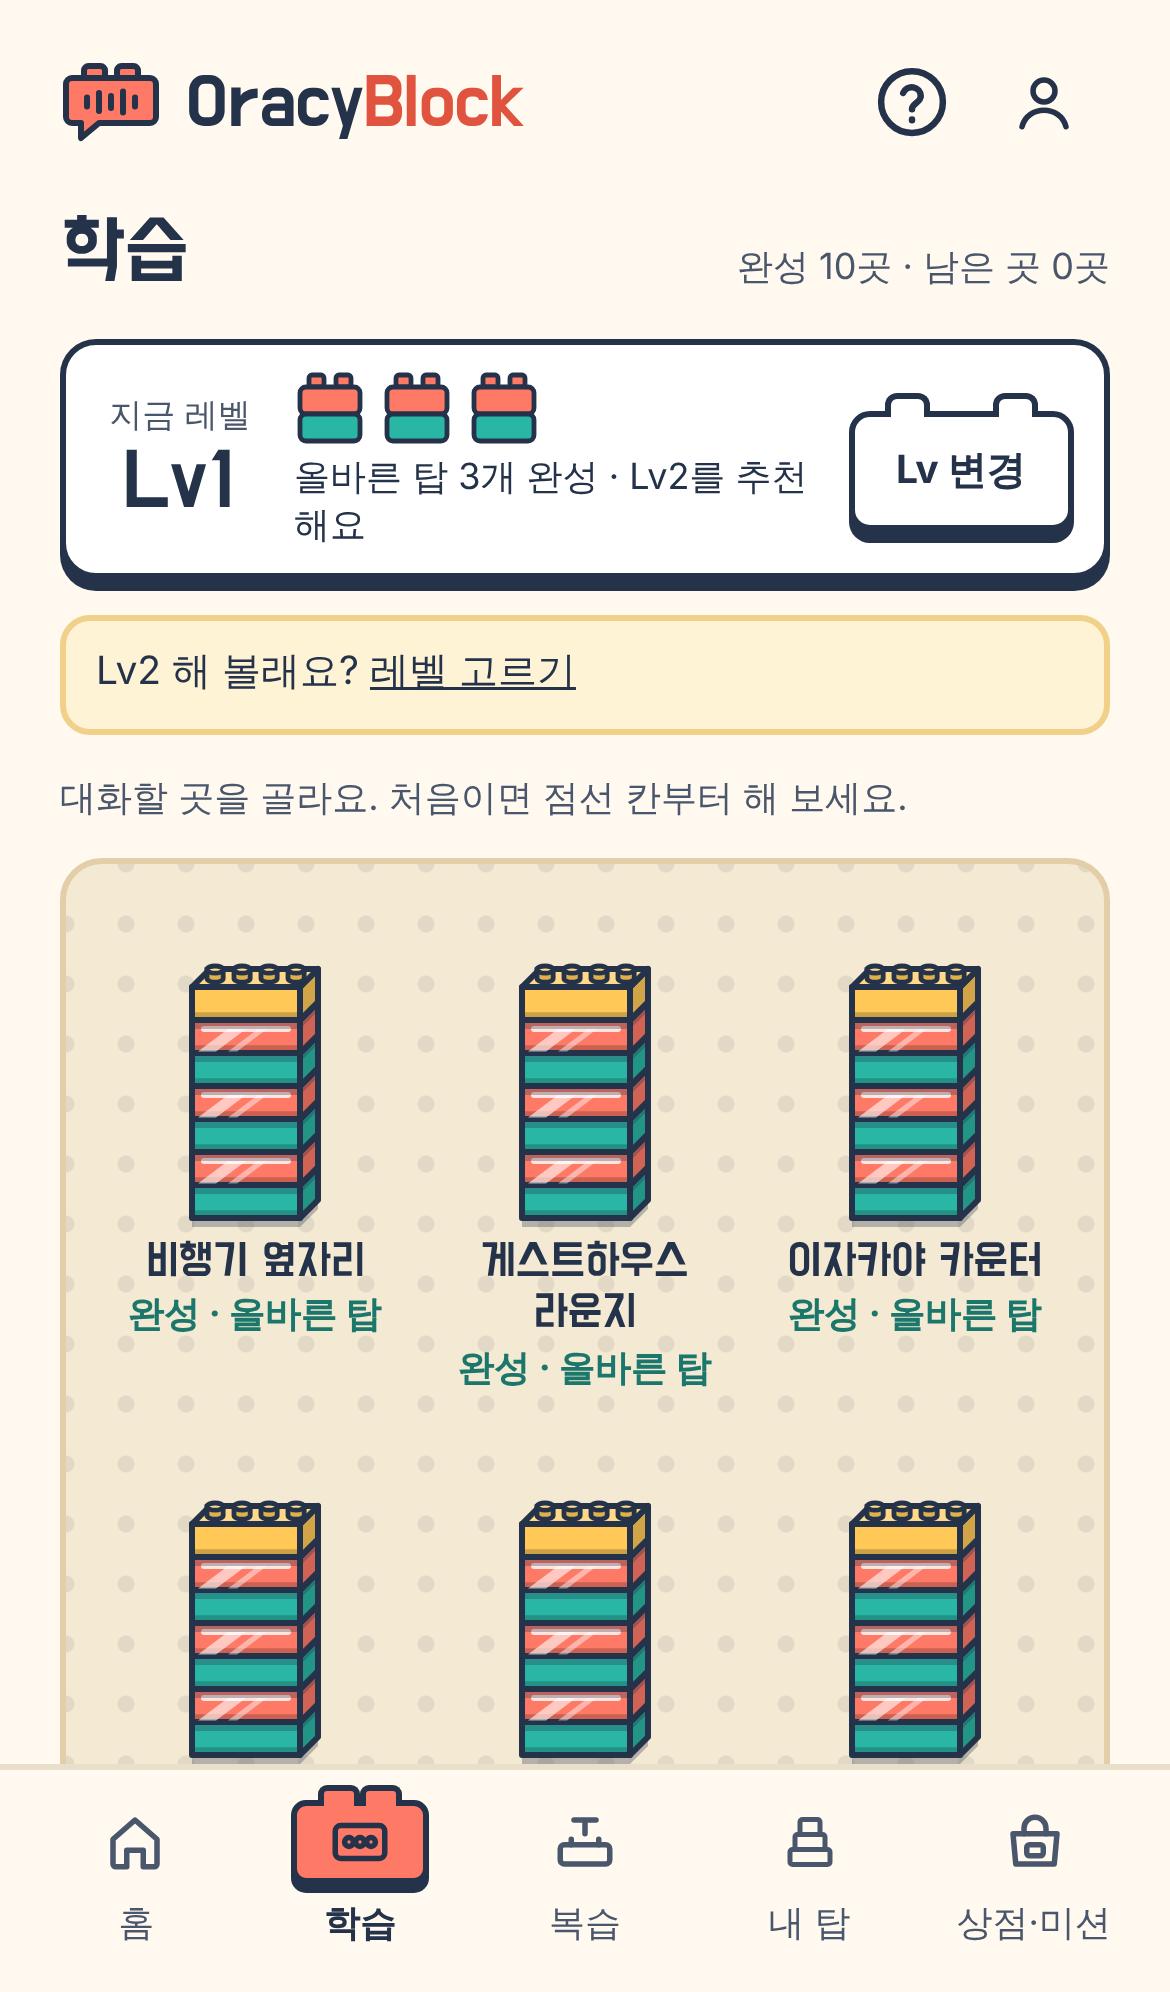 OracyBlock
학습
완성 10곳 · 남은 곳 0곳
지금 레벨
Lv1
올바른 탑 3개 완성 · Lv2를 추천
해요
Lv 변경
Lv2 해 볼래요? 레벨 고르기
대화할 곳을 골라요. 처음이면 점선 칸부터 해 보세요.
비행기 옆자리
완성 · 올바른 탑
게스트하우스
라운지
완성 · 올바른 탑
이자카야 카운터
완성 · 올바른 탑
홈
학습
복습
내 탑
상점·미션